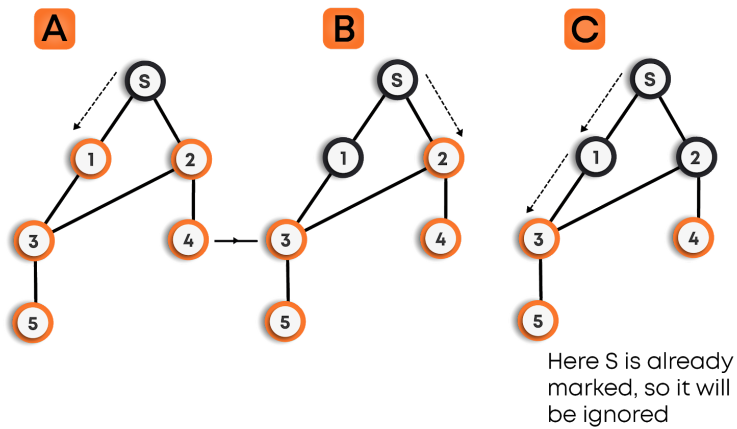 A B C
S S S
1 2 1 2 1 2
3 4 3 4 3 4
5 5 5
Here S is already
marked, so it will
be ignored